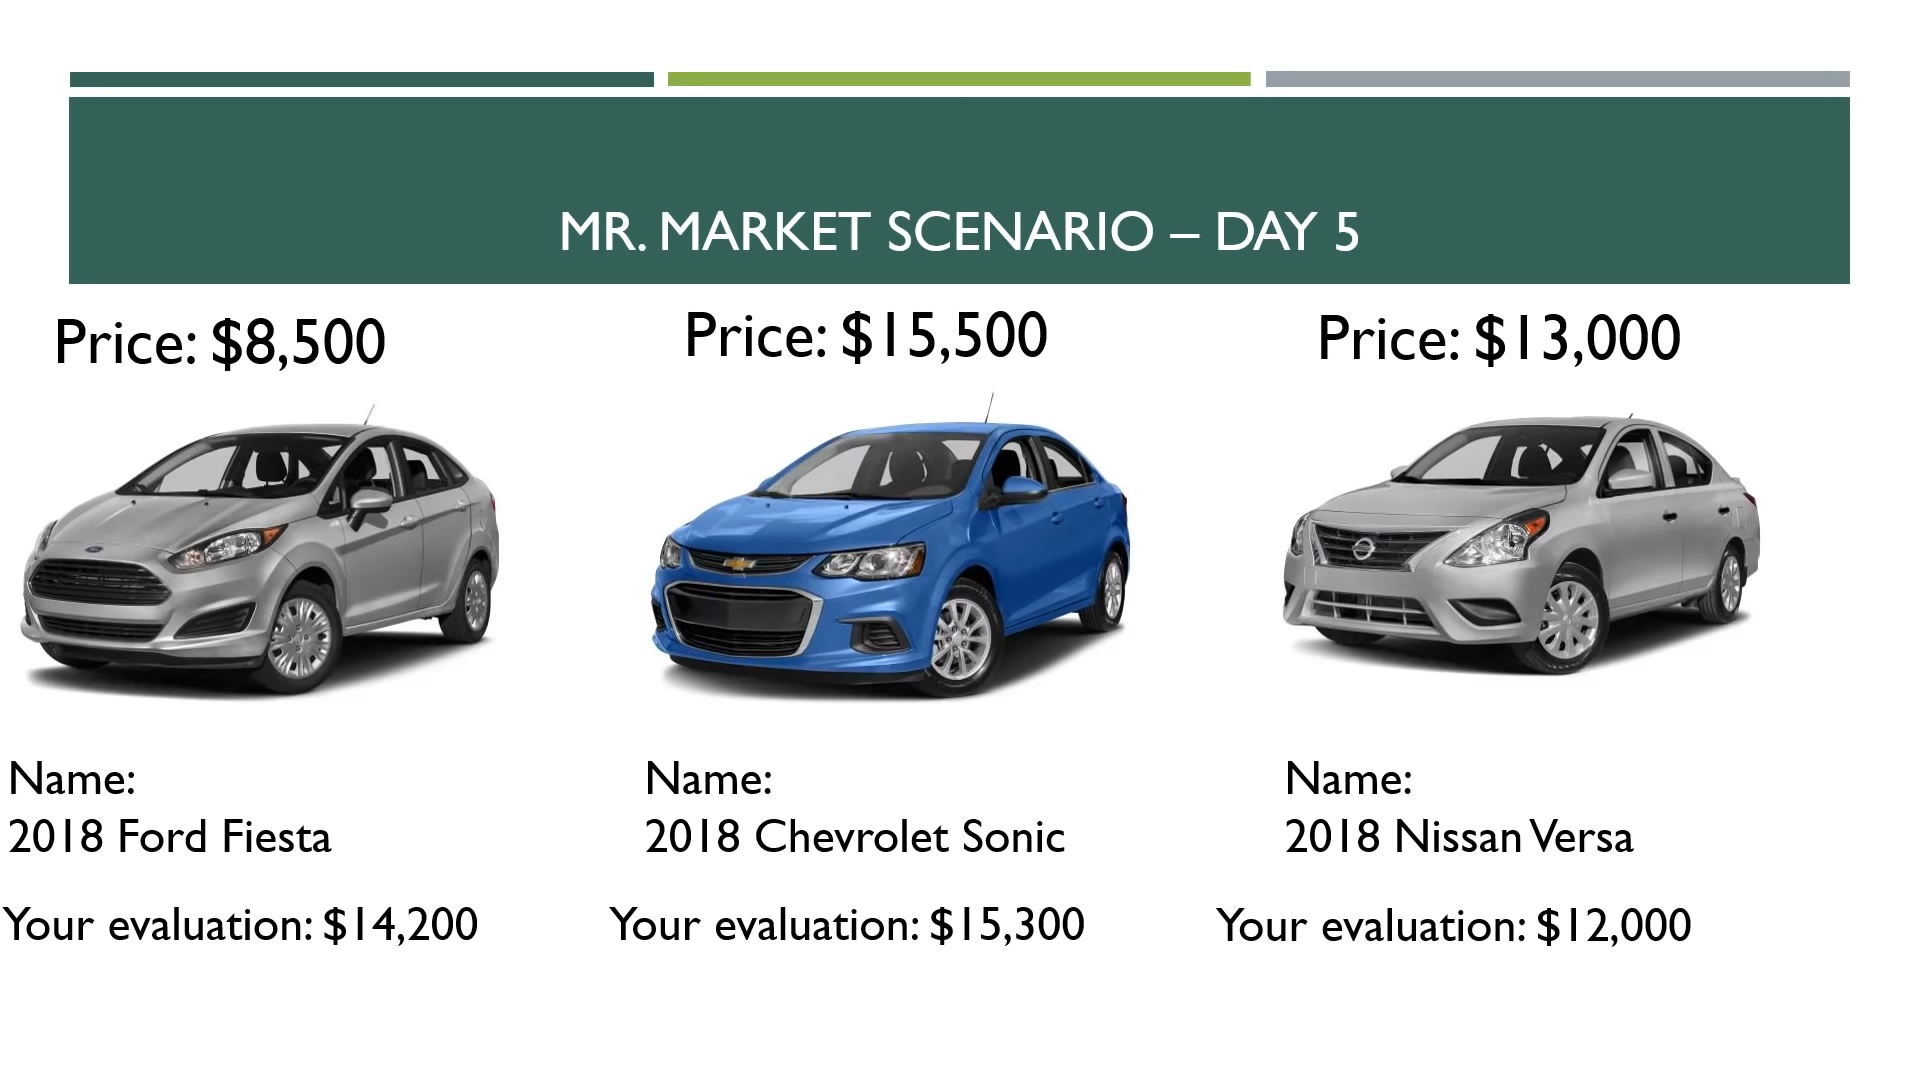 MR. MARKET SCENARIO – DAY 5
Price: $8,500
Price: $15,500
Price: $13,000
Name:
2018 Ford Fiesta
Name:
2018 Chevrolet Sonic
Name:
2018 Nissan Versa
Your evaluation: $14,200
Your evaluation: $15,300
Your evaluation: $12,000